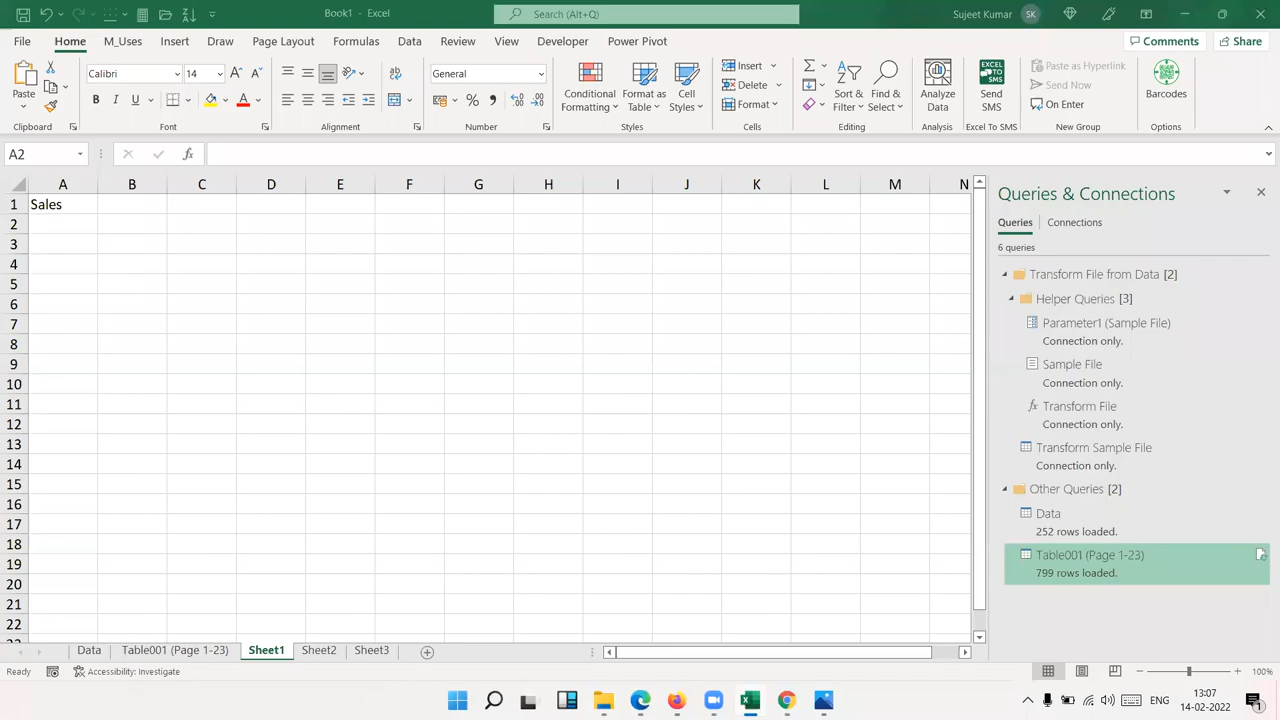 Book1 - Excel
Search (Alt+Q)
Sujeet Kumar
SK
File Home M_Uses Insert Draw Page Layout Formulas Data Review View Developer Power Pivot
Comments Share
Paste
Calibri 14
B I U
General
Conditional Formatting
Format as Table
Cell Styles
Insert
Delete
Format
Sort & Filter
Find & Select
Analyze Data
Send SMS
Paste as Hyperlink
Send Now
On Enter
Barcodes
Clipboard Font Alignment Number Styles Cells Editing Analysis Excel To SMS New Group Options
A2
fx
A B C D E F G H I J K L M N
1 Sales
2
3
4
5
6
7
8
9
10
11
12
13
14
15
16
17
18
19
20
21
22
Queries & Connections
Queries Connections
6 queries
Transform File from Data [2]
Helper Queries [3]
Parameter1 (Sample File)
Connection only.
Sample File
Connection only.
fx Transform File
Connection only.
Transform Sample File
Connection only.
Other Queries [2]
Data
252 rows loaded.
Table001 (Page 1-23)
799 rows loaded.
Data Table001 (Page 1-23) Sheet1 Sheet2 Sheet3
Ready
Accessibility: Investigate
100%
ENG
13:07
14-02-2022
1